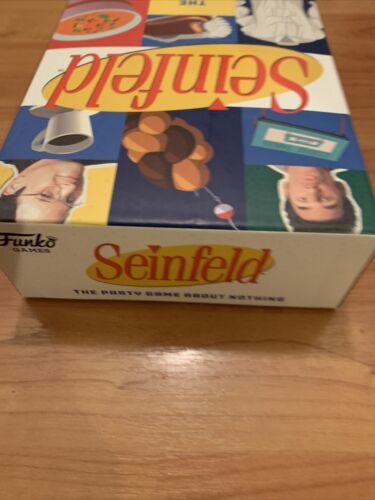 THE
Seinfeld
Funko
GAMES
Seinfeld
THE PARTY GAME ABOUT NOTHING